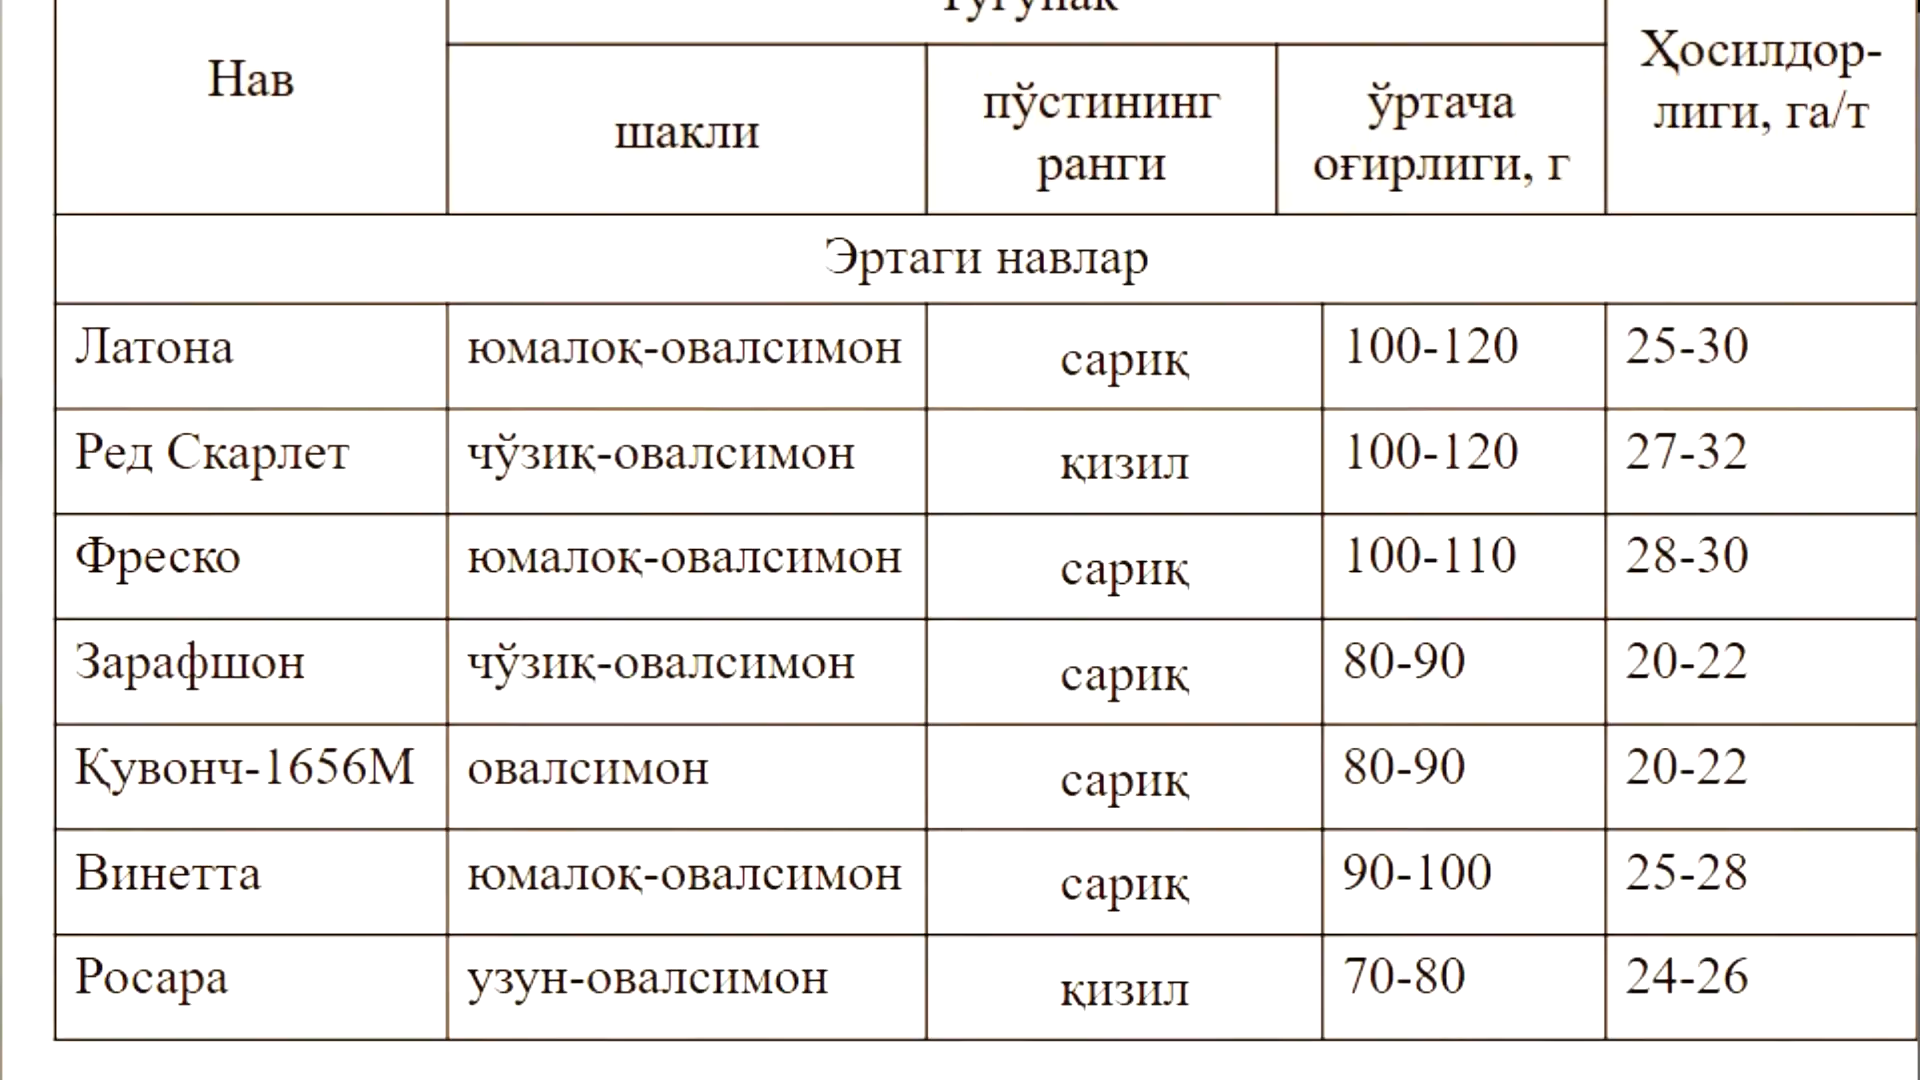 Тугунак
Нав
шакли
пўстининг
ранги
ўртача
оғирлиги, г
Ҳосилдор-
лиги, га/т
Эртаги навлар
Латона юмалоқ-овалсимон сариқ 100-120 25-30
Ред Скарлет чўзиқ-овалсимон қизил 100-120 27-32
Фреско юмалоқ-овалсимон сариқ 100-110 28-30
Зарафшон чўзиқ-овалсимон сариқ 80-90 20-22
Қувонч-1656М овалсимон сариқ 80-90 20-22
Винетта юмалоқ-овалсимон сариқ 90-100 25-28
Росара узун-овалсимон қизил 70-80 24-26